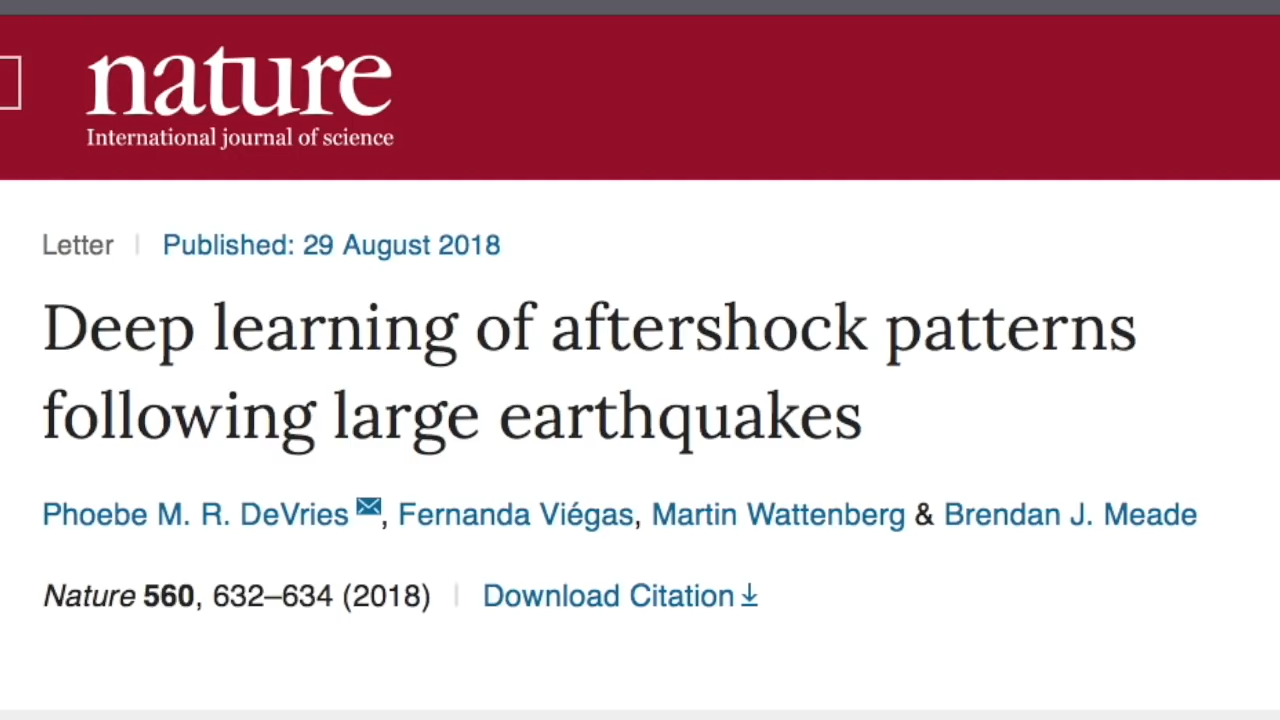 nature
International journal of science
Letter | Published: 29 August 2018
Deep learning of aftershock patterns
following large earthquakes
Phoebe M. R. DeVries, Fernanda Viégas, Martin Wattenberg & Brendan J. Meade
Nature 560, 632–634 (2018) | Download Citation